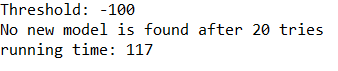 Threshold: -100
No new model is found after 20 tries
running time: 117